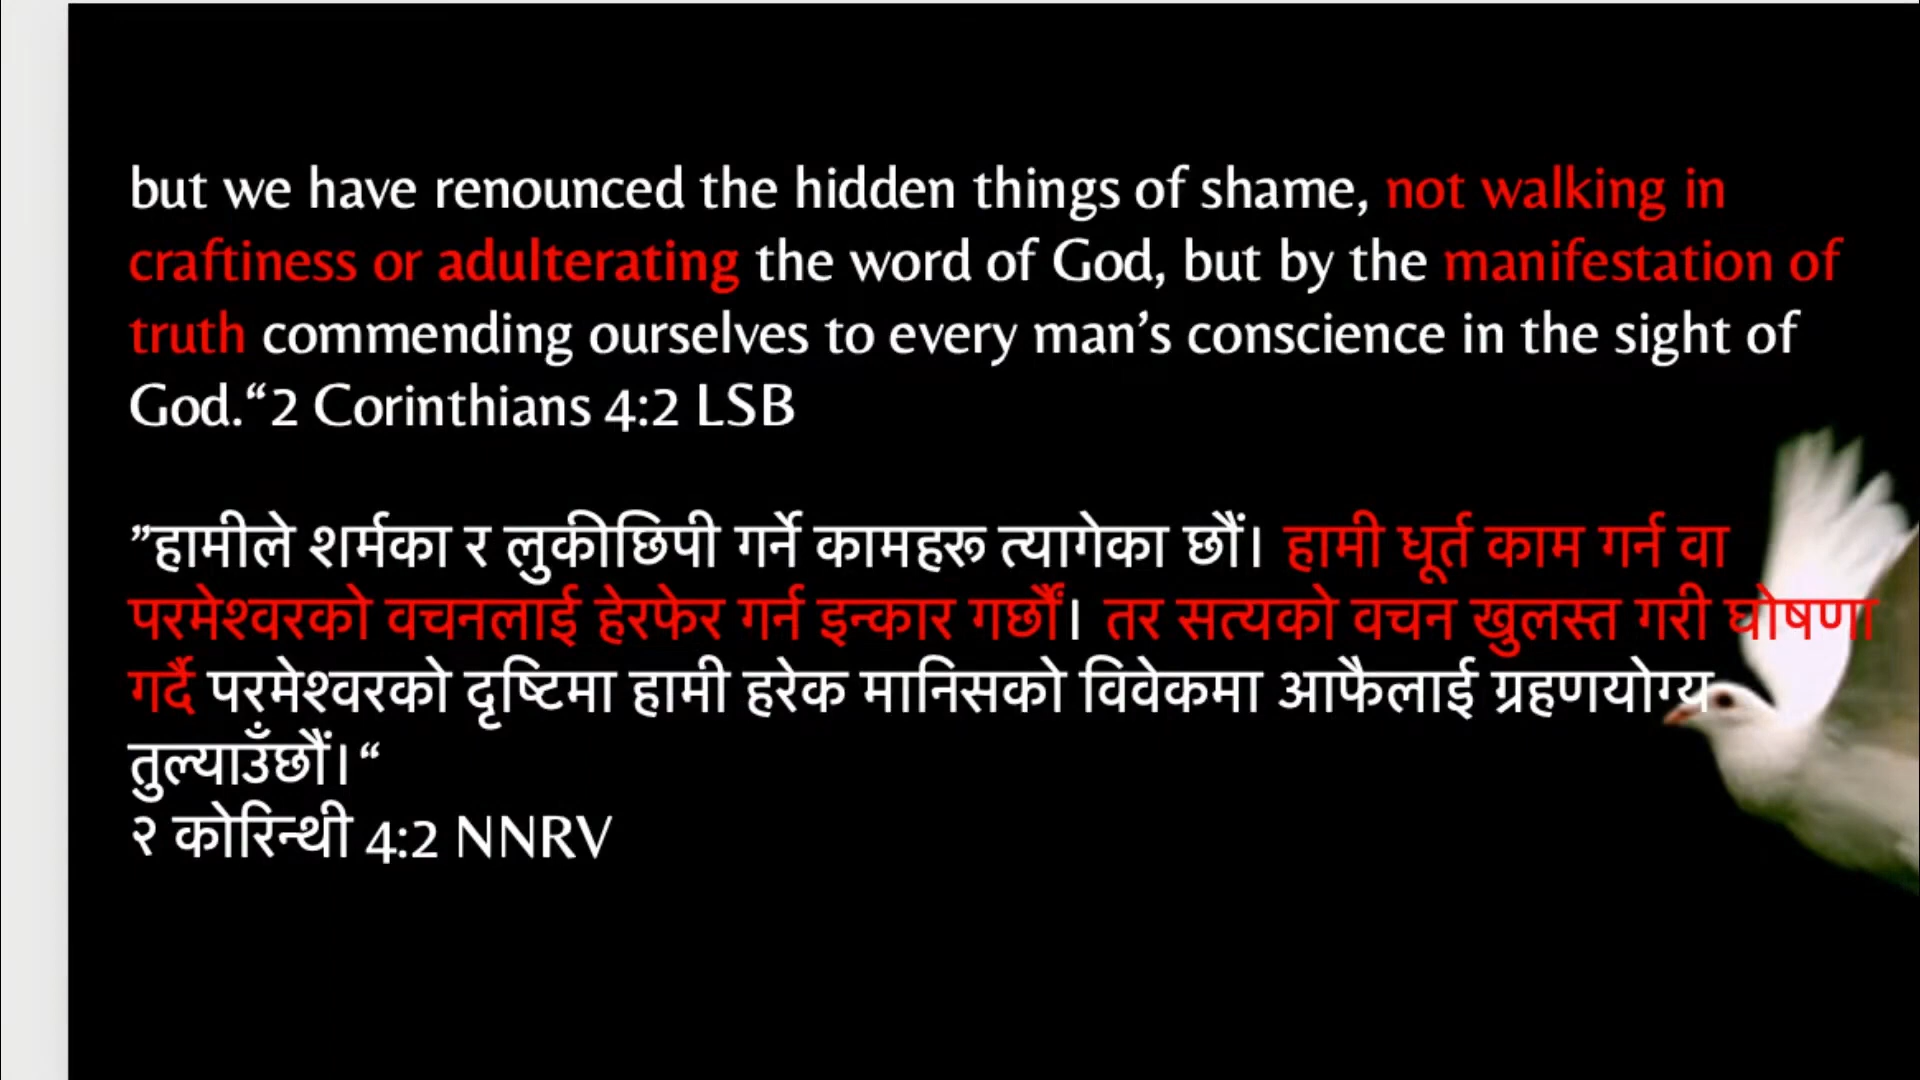 but we have renounced the hidden things of shame, not walking in
craftiness or adulterating the word of God, but by the manifestation of
truth commending ourselves to every man’s conscience in the sight of
God.“2 Corinthians 4:2 LSB
”हामीले शर्मका र लुकीछिपी गर्ने कामहरू त्यागेका छौं। हामी धूर्त काम गर्न वा
परमेश्वरको वचनलाई हेरफेर गर्न इन्कार गर्छौं। तर सत्यको वचन खुलस्त गरी घोषणा
गर्दै परमेश्वरको दृष्टिमा हामी हरेक मानिसको विवेकमा आफैलाई ग्रहणयोग्य
तुल्याउँछौं।“
२ कोरिन्थी 4:2 NNRV